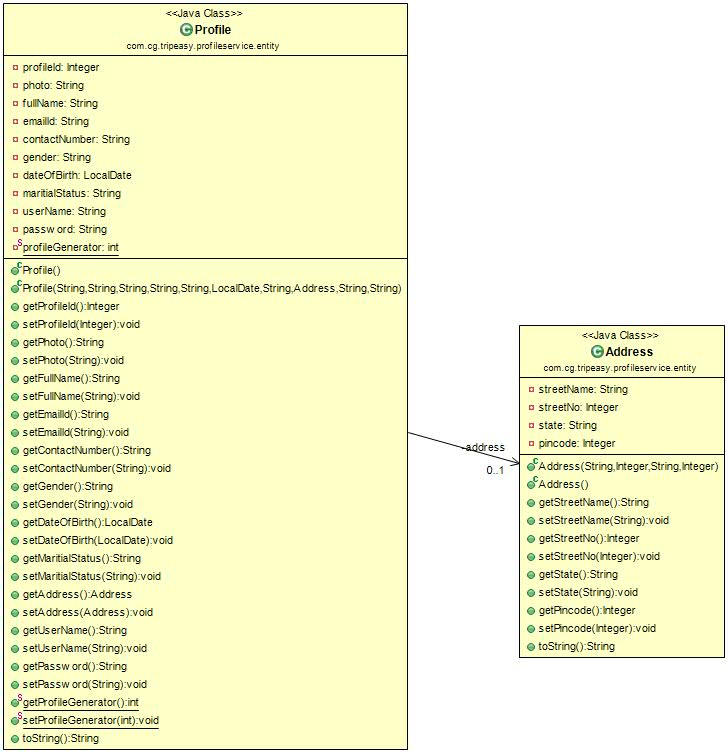 <<Java Class>>
Profile
com.cg.tripeasy.profileservice.entity
profileId: Integer
photo: String
fullName: String
emailId: String
contactNumber: String
gender: String
dateOfBirth: LocalDate
maritialStatus: String
userName: String
password: String
profileGenerator: int
Profile()
Profile(String,String,String,String,String,LocalDate,String,Address,String,String)
getProfileId():Integer
setProfileId(Integer):void
getPhoto():String
setPhoto(String):void
getFullName():String
setFullName(String):void
getEmailId():String
setEmailId(String):void
getContactNumber():String
setContactNumber(String):void
getGender():String
setGender(String):void
getDateOfBirth():LocalDate
setDateOfBirth(LocalDate):void
getMaritialStatus():String
setMaritialStatus(String):void
getAddress():Address
setAddress(Address):void
getUserName():String
setUserName(String):void
getPassword():String
setPassword(String):void
getProfileGenerator():int
setProfileGenerator(int):void
toString():String
-address
0..1
<<Java Class>>
Address
com.cg.tripeasy.profileservice.entity
streetName: String
streetNo: Integer
state: String
pincode: Integer
Address(String,Integer,String,Integer)
Address()
getStreetName():String
setStreetName(String):void
getStreetNo():Integer
setStreetNo(Integer):void
getState():String
setState(String):void
getPincode():Integer
setPincode(Integer):void
toString():String